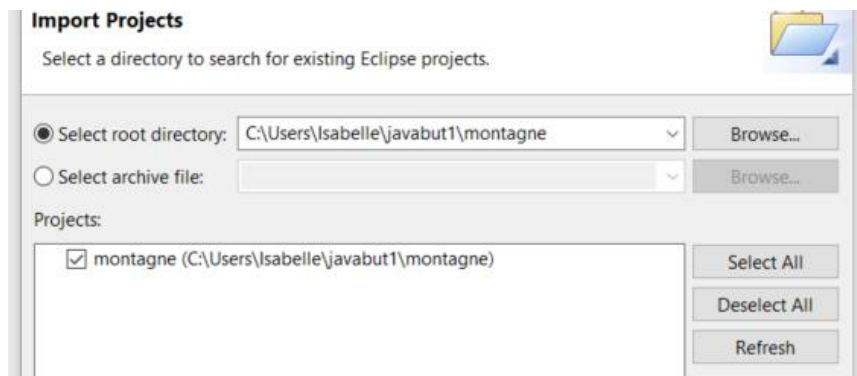 Import Projects
Select a directory to search for existing Eclipse projects.
Select root directory: C:\Users\Isabelle\javabut1\montagne Browse...
Select archive file: Browse...
Projects:
montagne (C:\Users\Isabelle\javabut1\montagne) Select All
Deselect All
Refresh